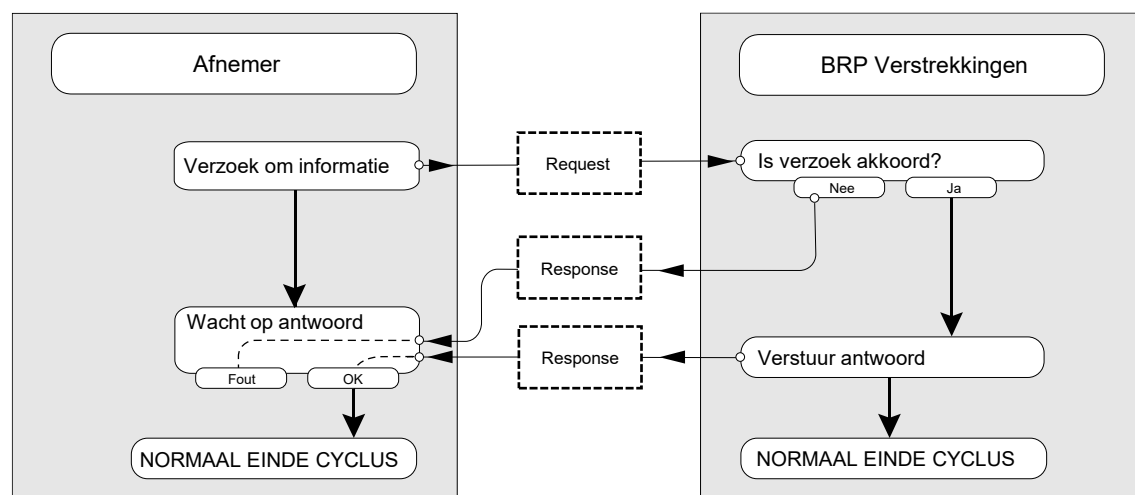 Afnemer
BRP Verstrekkingen
Verzoek om informatie
Request
Is verzoek akkoord?
Nee
Ja
Response
Wacht op antwoord
Fout
OK
Response
Verstuur antwoord
NORMAAL EINDE CYCLUS
NORMAAL EINDE CYCLUS